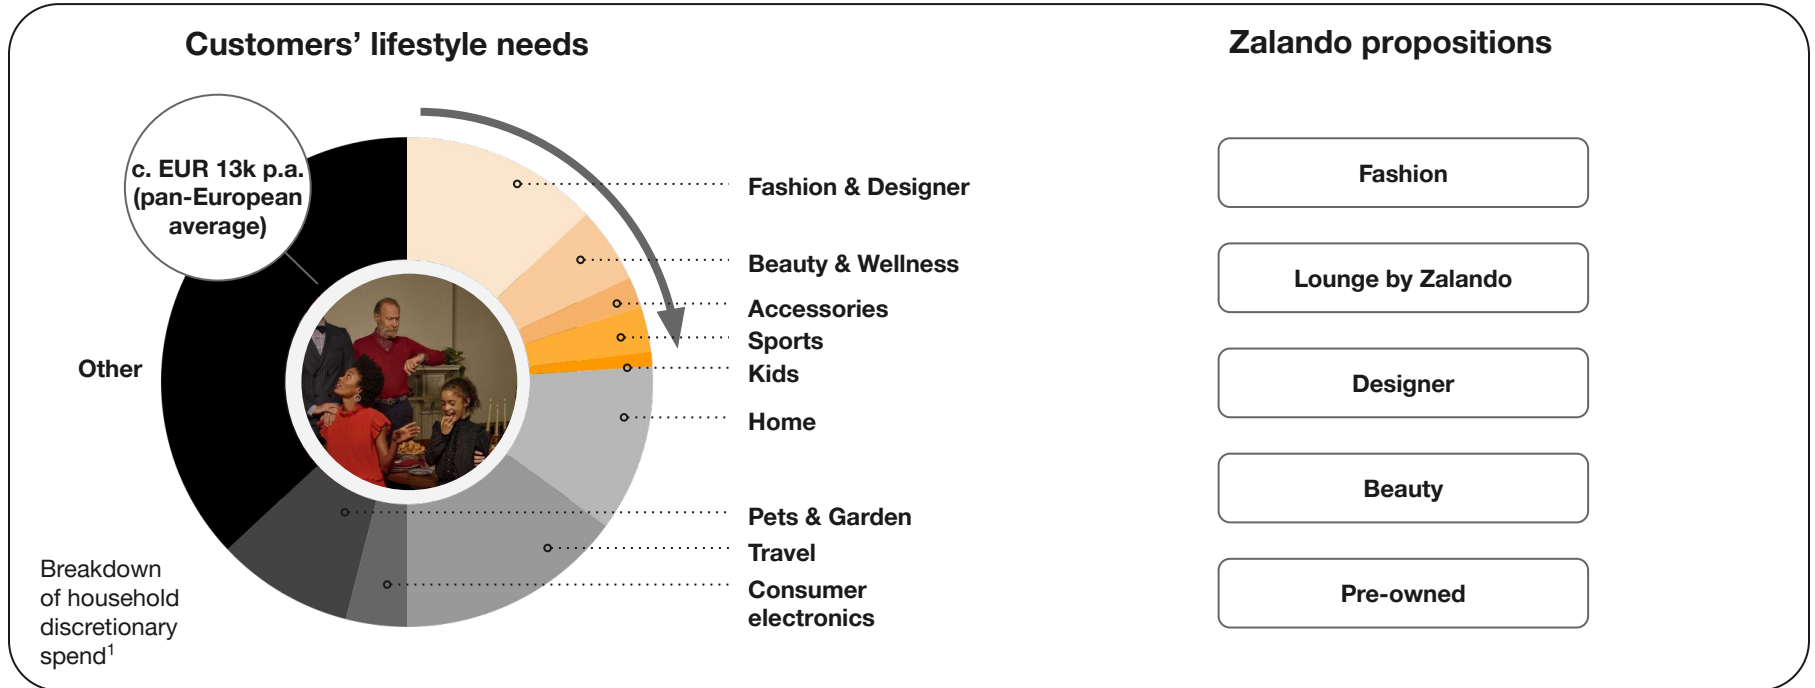 Customers’ lifestyle needs
c. EUR 13k p.a.
(pan-European
average)
Other
Breakdown
of household
discretionary
spend¹
Fashion & Designer
Beauty & Wellness
Accessories
Sports
Kids
Home
Pets & Garden
Travel
Consumer
electronics
Zalando propositions
Fashion
Lounge by Zalando
Designer
Beauty
Pre-owned